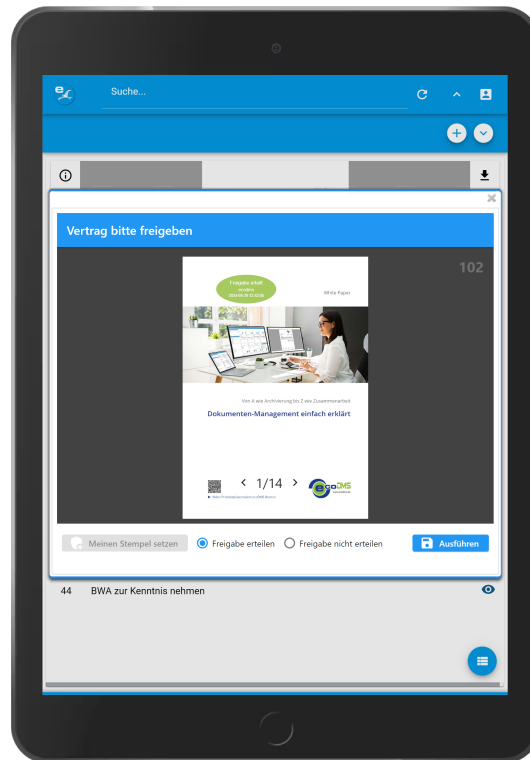 Suche...
Vertrag bitte freigeben
102
Freigabe erteilt
White Paper
Von A wie Archivierung bis Z wie Zusammenarbeit
Dokumenten-Management einfach erklärt
1/14
ecoDMS
Meinen Stempel setzen
Freigabe erteilen
Freigabe nicht erteilen
Ausführen
44 BWA zur Kenntnis nehmen